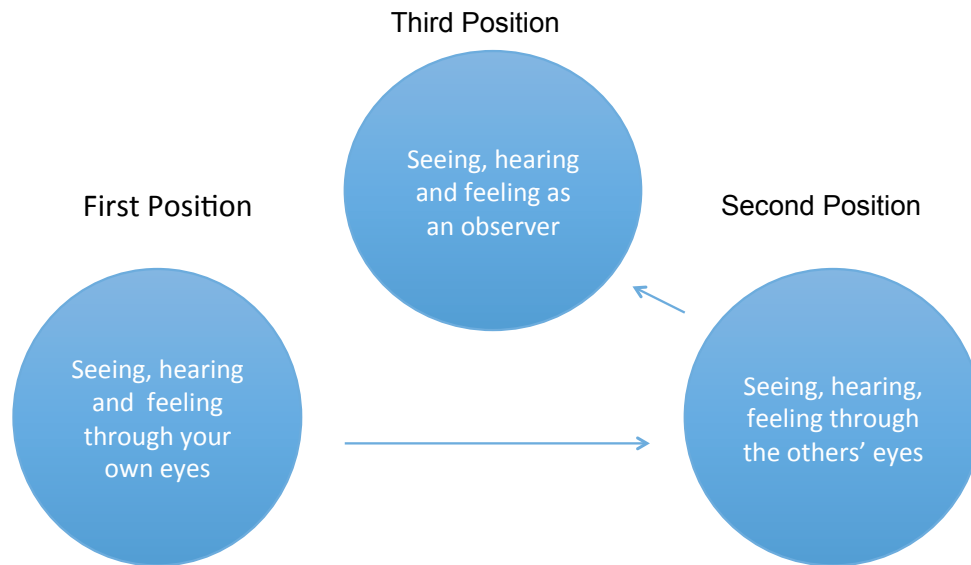 Third Position
Seeing, hearing
and feeling as
an observer
First Position
Seeing, hearing
and  feeling
through your
own eyes
Second Position
Seeing, hearing,
feeling through
the others’ eyes